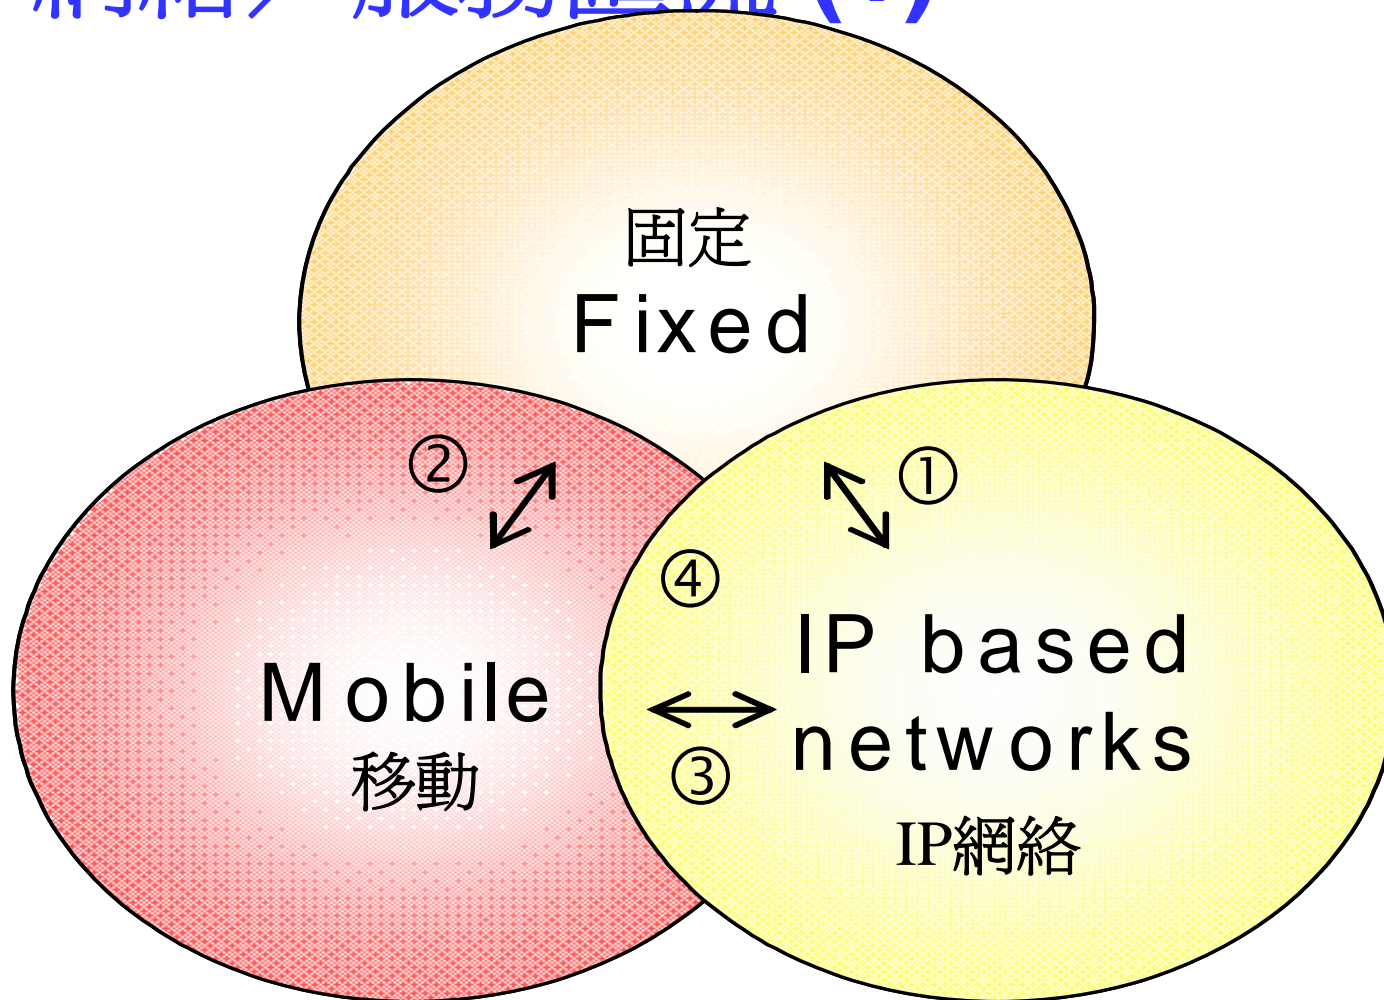 固定
Fixed
②
①
④
IP based
networks
Mobile
移動
③
IP網絡